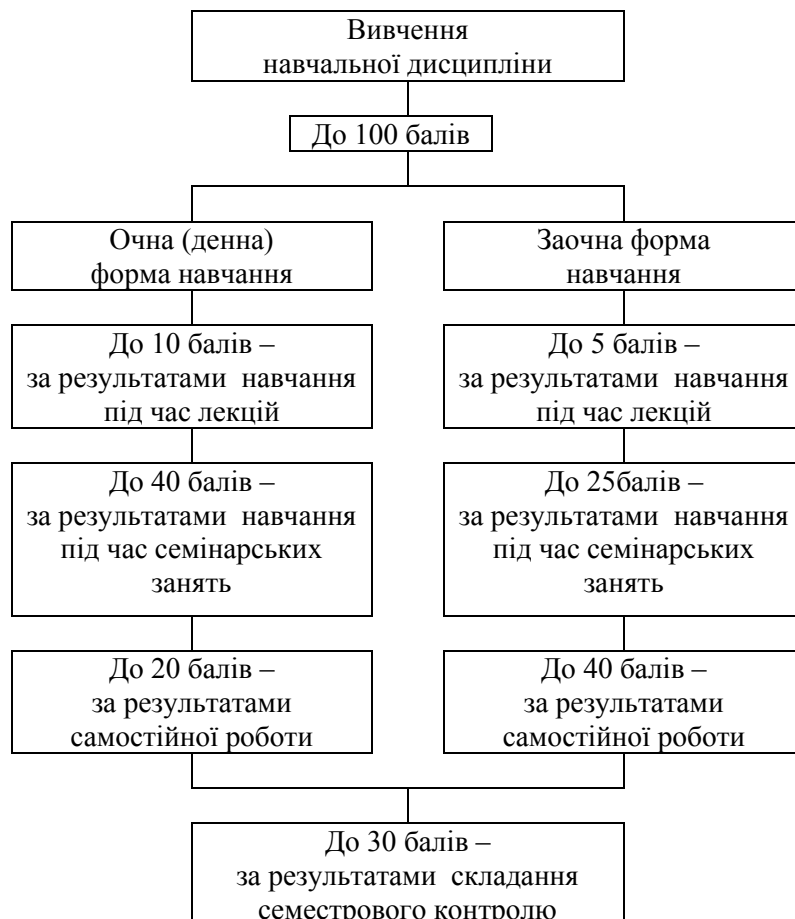 Вивчення
навчальної дисципліни
До 100 балів
Очна (денна)
форма навчання
Заочна форма
навчання
До 10 балів –
за результатами навчання
під час лекцій
До 5 балів –
за результатами навчання
під час лекцій
До 40 балів –
за результатами навчання
під час семінарських
занять
До 25балів –
за результатами навчання
під час семінарських
занять
До 20 балів –
за результатами
самостійної роботи
До 40 балів –
за результатами
самостійної роботи
До 30 балів –
за результатами складання
семестрового контролю